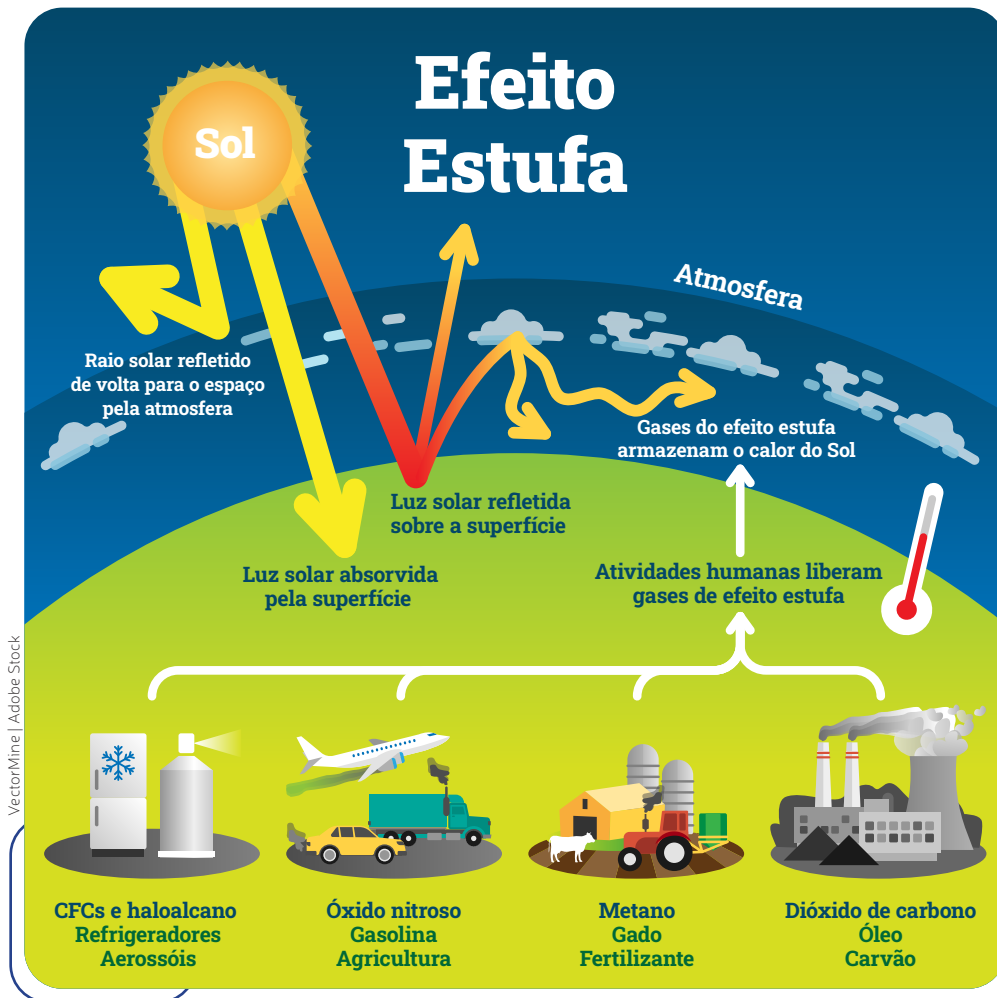 Efeito
Estufa
Sol
Atmosfera
Raio solar refletido
de volta para o espaço
pela atmosfera
Gases do efeito estufa
armazenam o calor do Sol
Luz solar refletida
sobre a superfície
Luz solar absorvida
pela superfície
Atividades humanas liberam
gases de efeito estufa
VectorMine | Adobe Stock
CFCs e haloalcano
Refrigeradores
Aerossóis
Óxido nitroso
Gasolina
Agricultura
Metano
Gado
Fertilizante
Dióxido de carbono
Óleo
Carvão